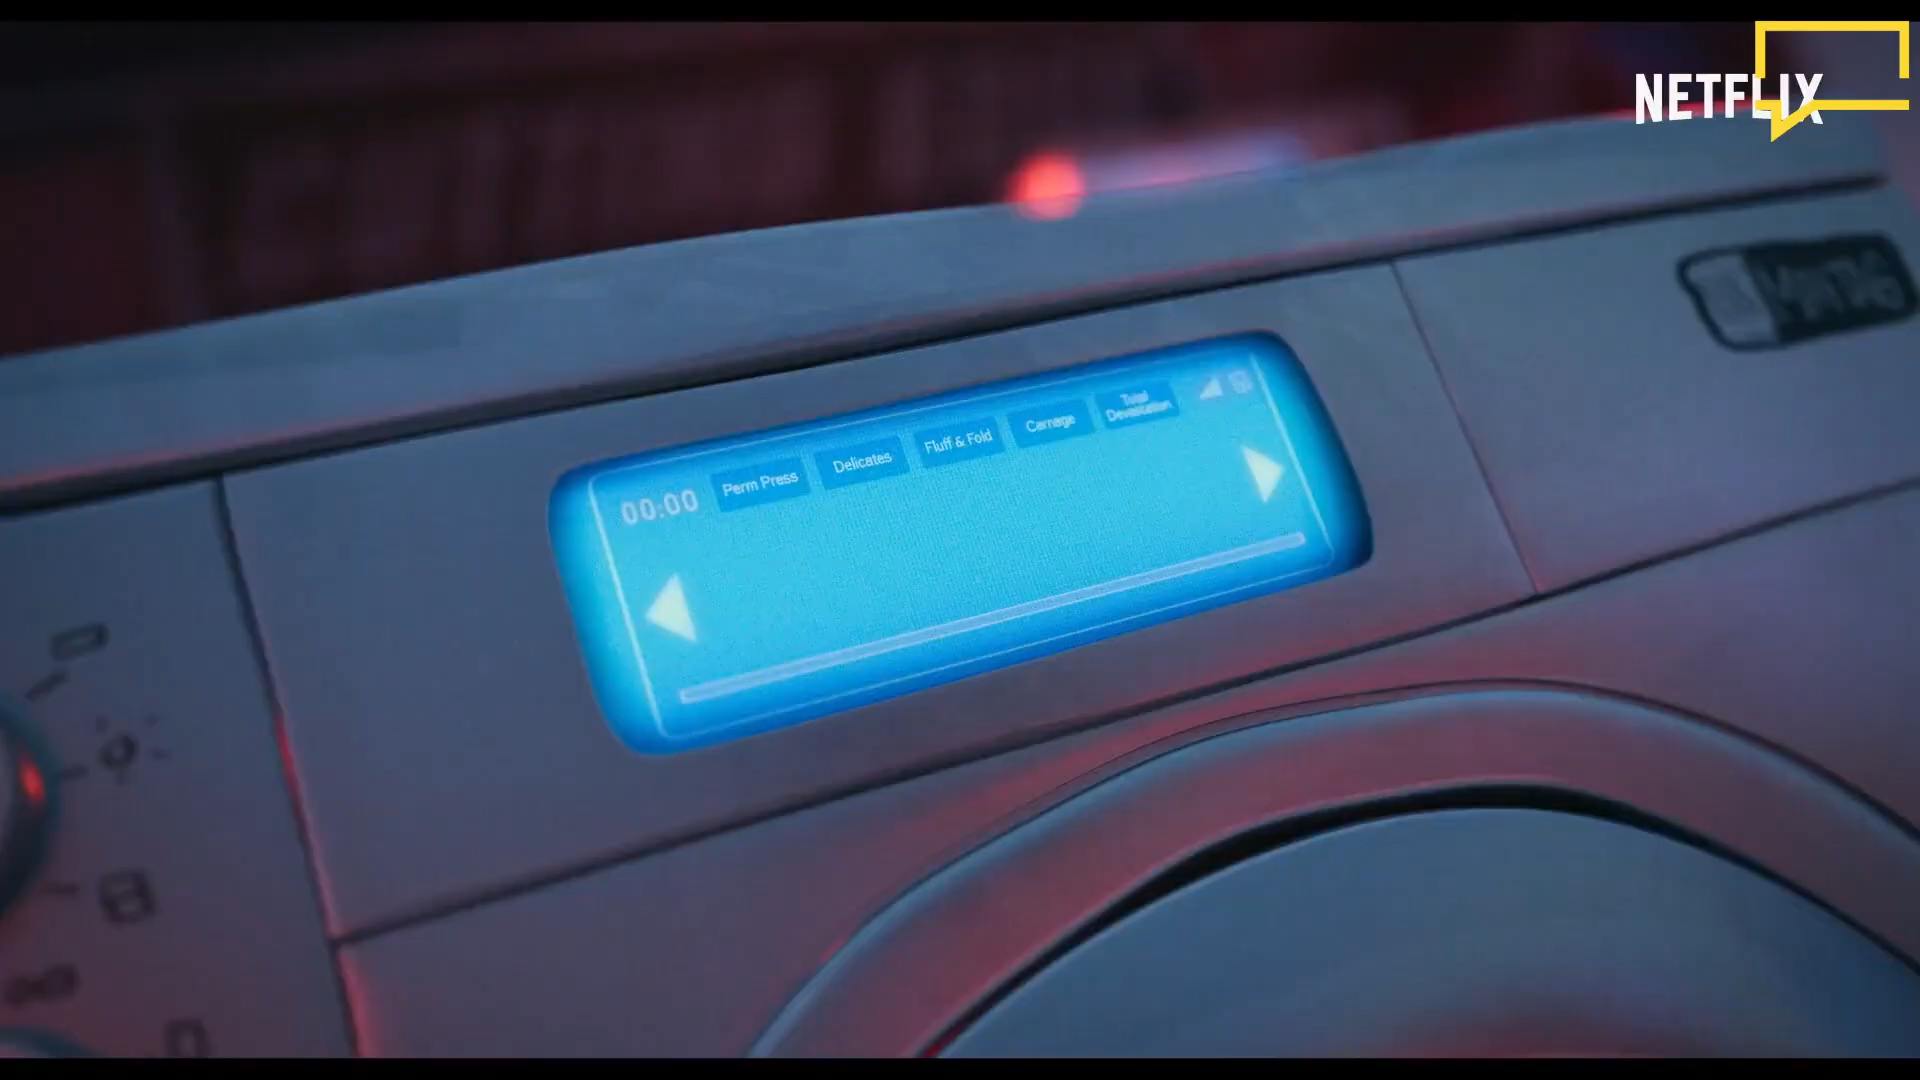 NETFLIX
00:00
Perm Press
Delicates
Fluff & Fold
Carnage
Total
Devastation